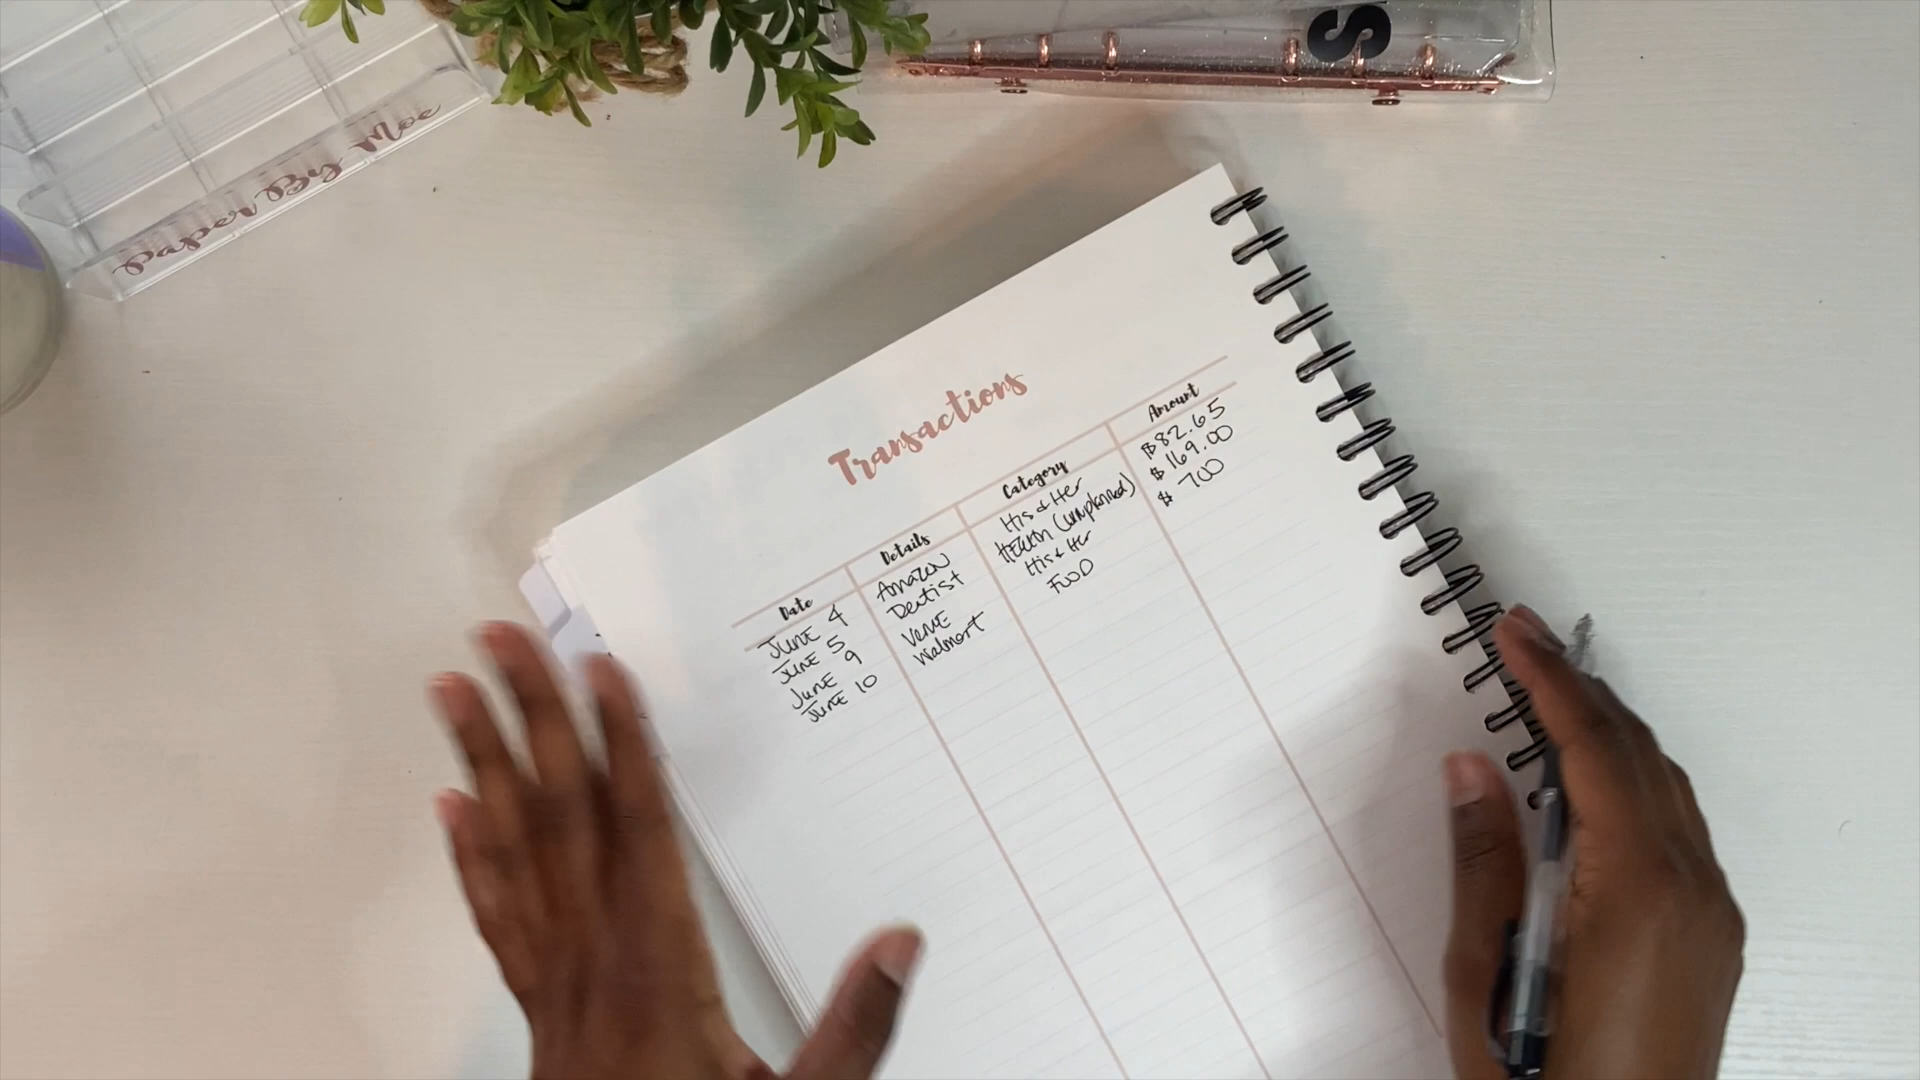 Paper By Moe
S
Transactions
Date Details Category Amount
JUNE 4 Amazon His & Her $82.65
JUNE 5 Dentist HEALTH (unplanned) $169.00
JUNE 9 VENUE His & Her $ 700
JUNE 10 Walmart FOOD